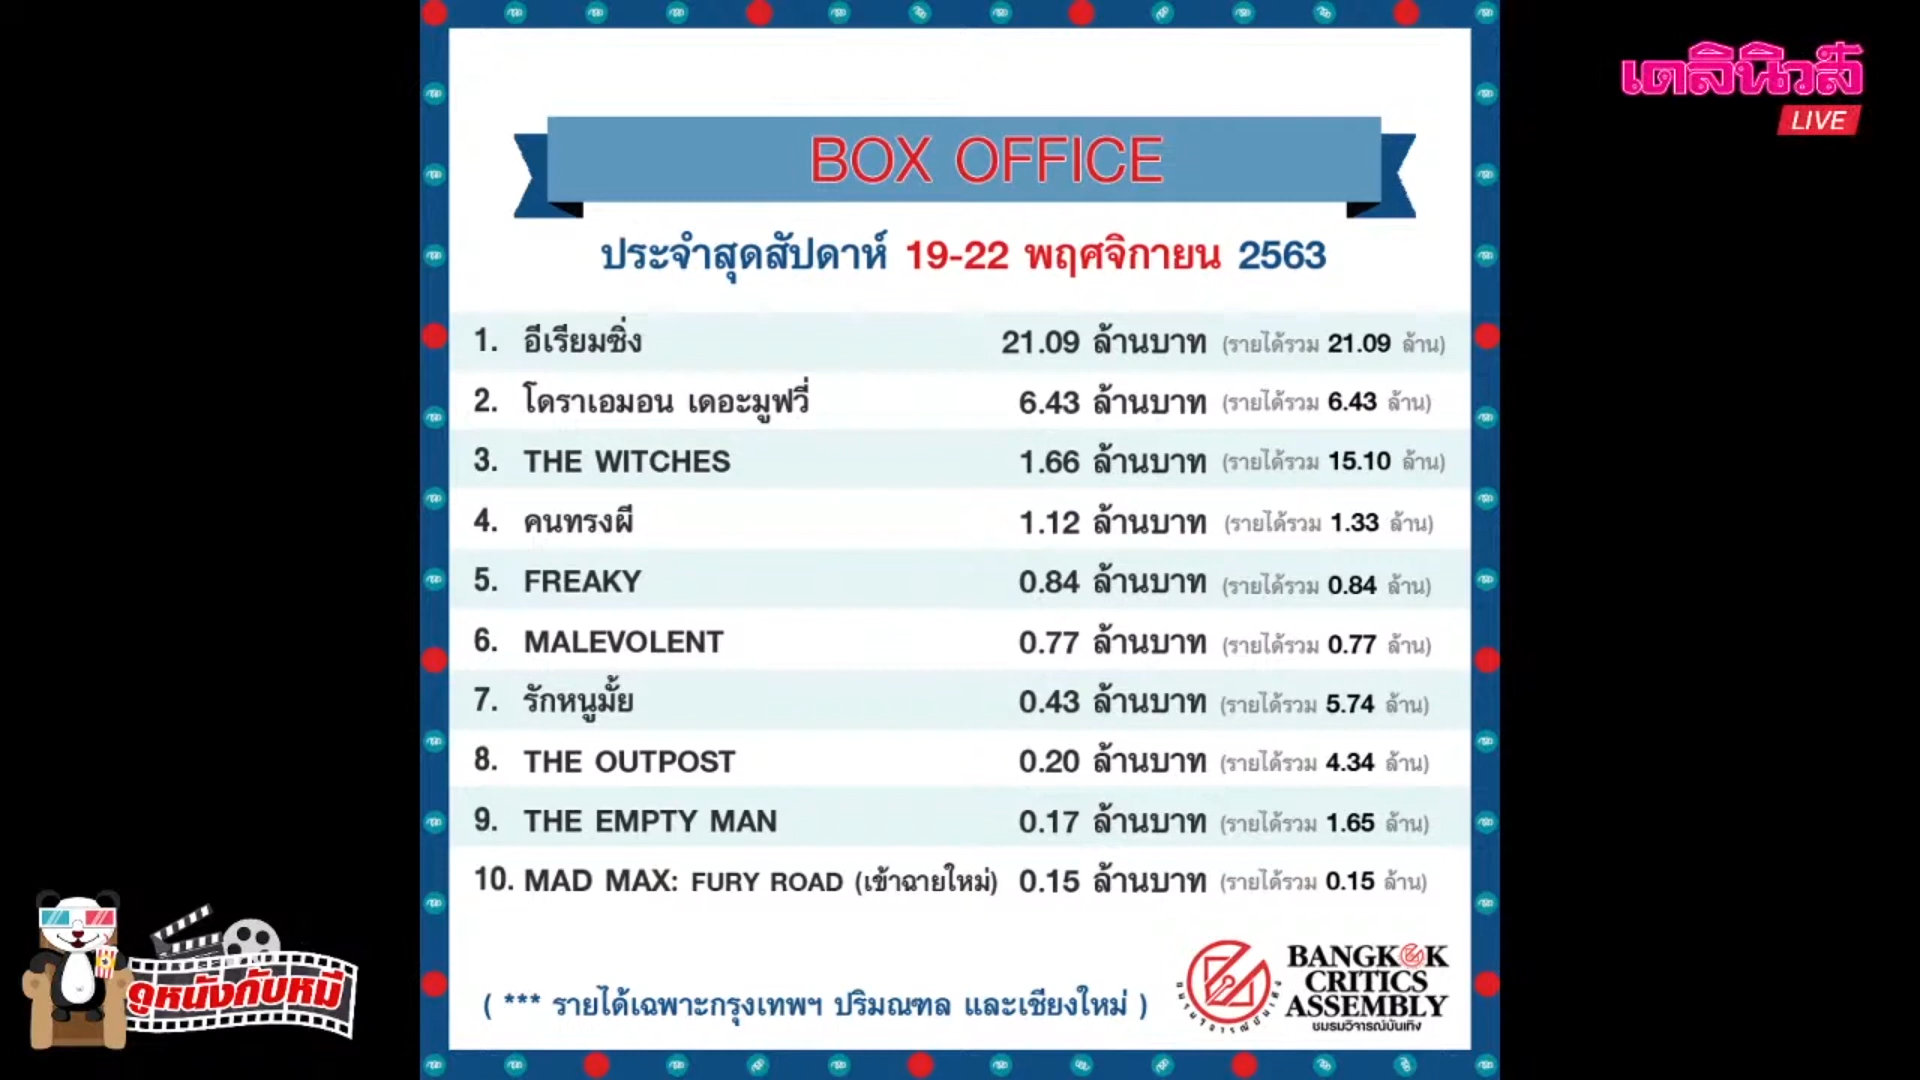 เดลินิวส์
LIVE
BOX OFFICE
ประจำสุดสัปดาห์ 19-22 พฤศจิกายน 2563
1. อีเรียมซิ่ง 21.09 ล้านบาท (รายได้รวม 21.09 ล้าน)
2. โดราเอมอน เดอะมูฟวี่ 6.43 ล้านบาท (รายได้รวม 6.43 ล้าน)
3. THE WITCHES 1.66 ล้านบาท (รายได้รวม 15.10 ล้าน)
4. คนทรงผี 1.12 ล้านบาท (รายได้รวม 1.33 ล้าน)
5. FREAKY 0.84 ล้านบาท (รายได้รวม 0.84 ล้าน)
6. MALEVOLENT 0.77 ล้านบาท (รายได้รวม 0.77 ล้าน)
7. รักหนูมั้ย 0.43 ล้านบาท (รายได้รวม 5.74 ล้าน)
8. THE OUTPOST 0.20 ล้านบาท (รายได้รวม 4.34 ล้าน)
9. THE EMPTY MAN 0.17 ล้านบาท (รายได้รวม 1.65 ล้าน)
10. MAD MAX: FURY ROAD (เข้าฉายใหม่) 0.15 ล้านบาท (รายได้รวม 0.15 ล้าน)
( *** รายได้เฉพาะกรุงเทพฯ ปริมณฑล และเชียงใหม่ )
BANGKOK
CRITICS
ASSEMBLY
ชมรมวิจารณ์บันเทิง
ดูหนังกับหมี